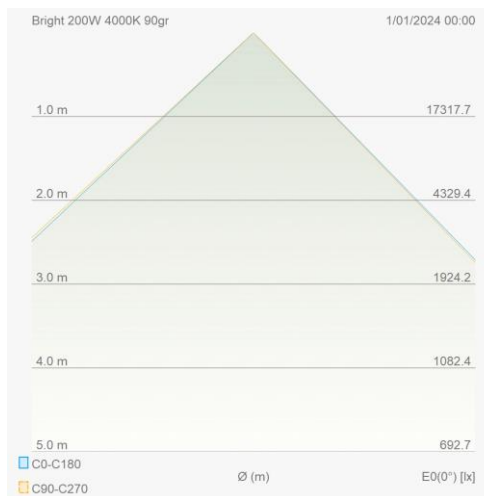 Bright 200W 4000K 90gr 1/01/2024 00:00
1.0 m 17317.7
2.0 m 4329.4
3.0 m 1924.2
4.0 m 1082.4
5.0 m 692.7
C0-C180
Ø (m) E0(0°) [lx]
C90-C270